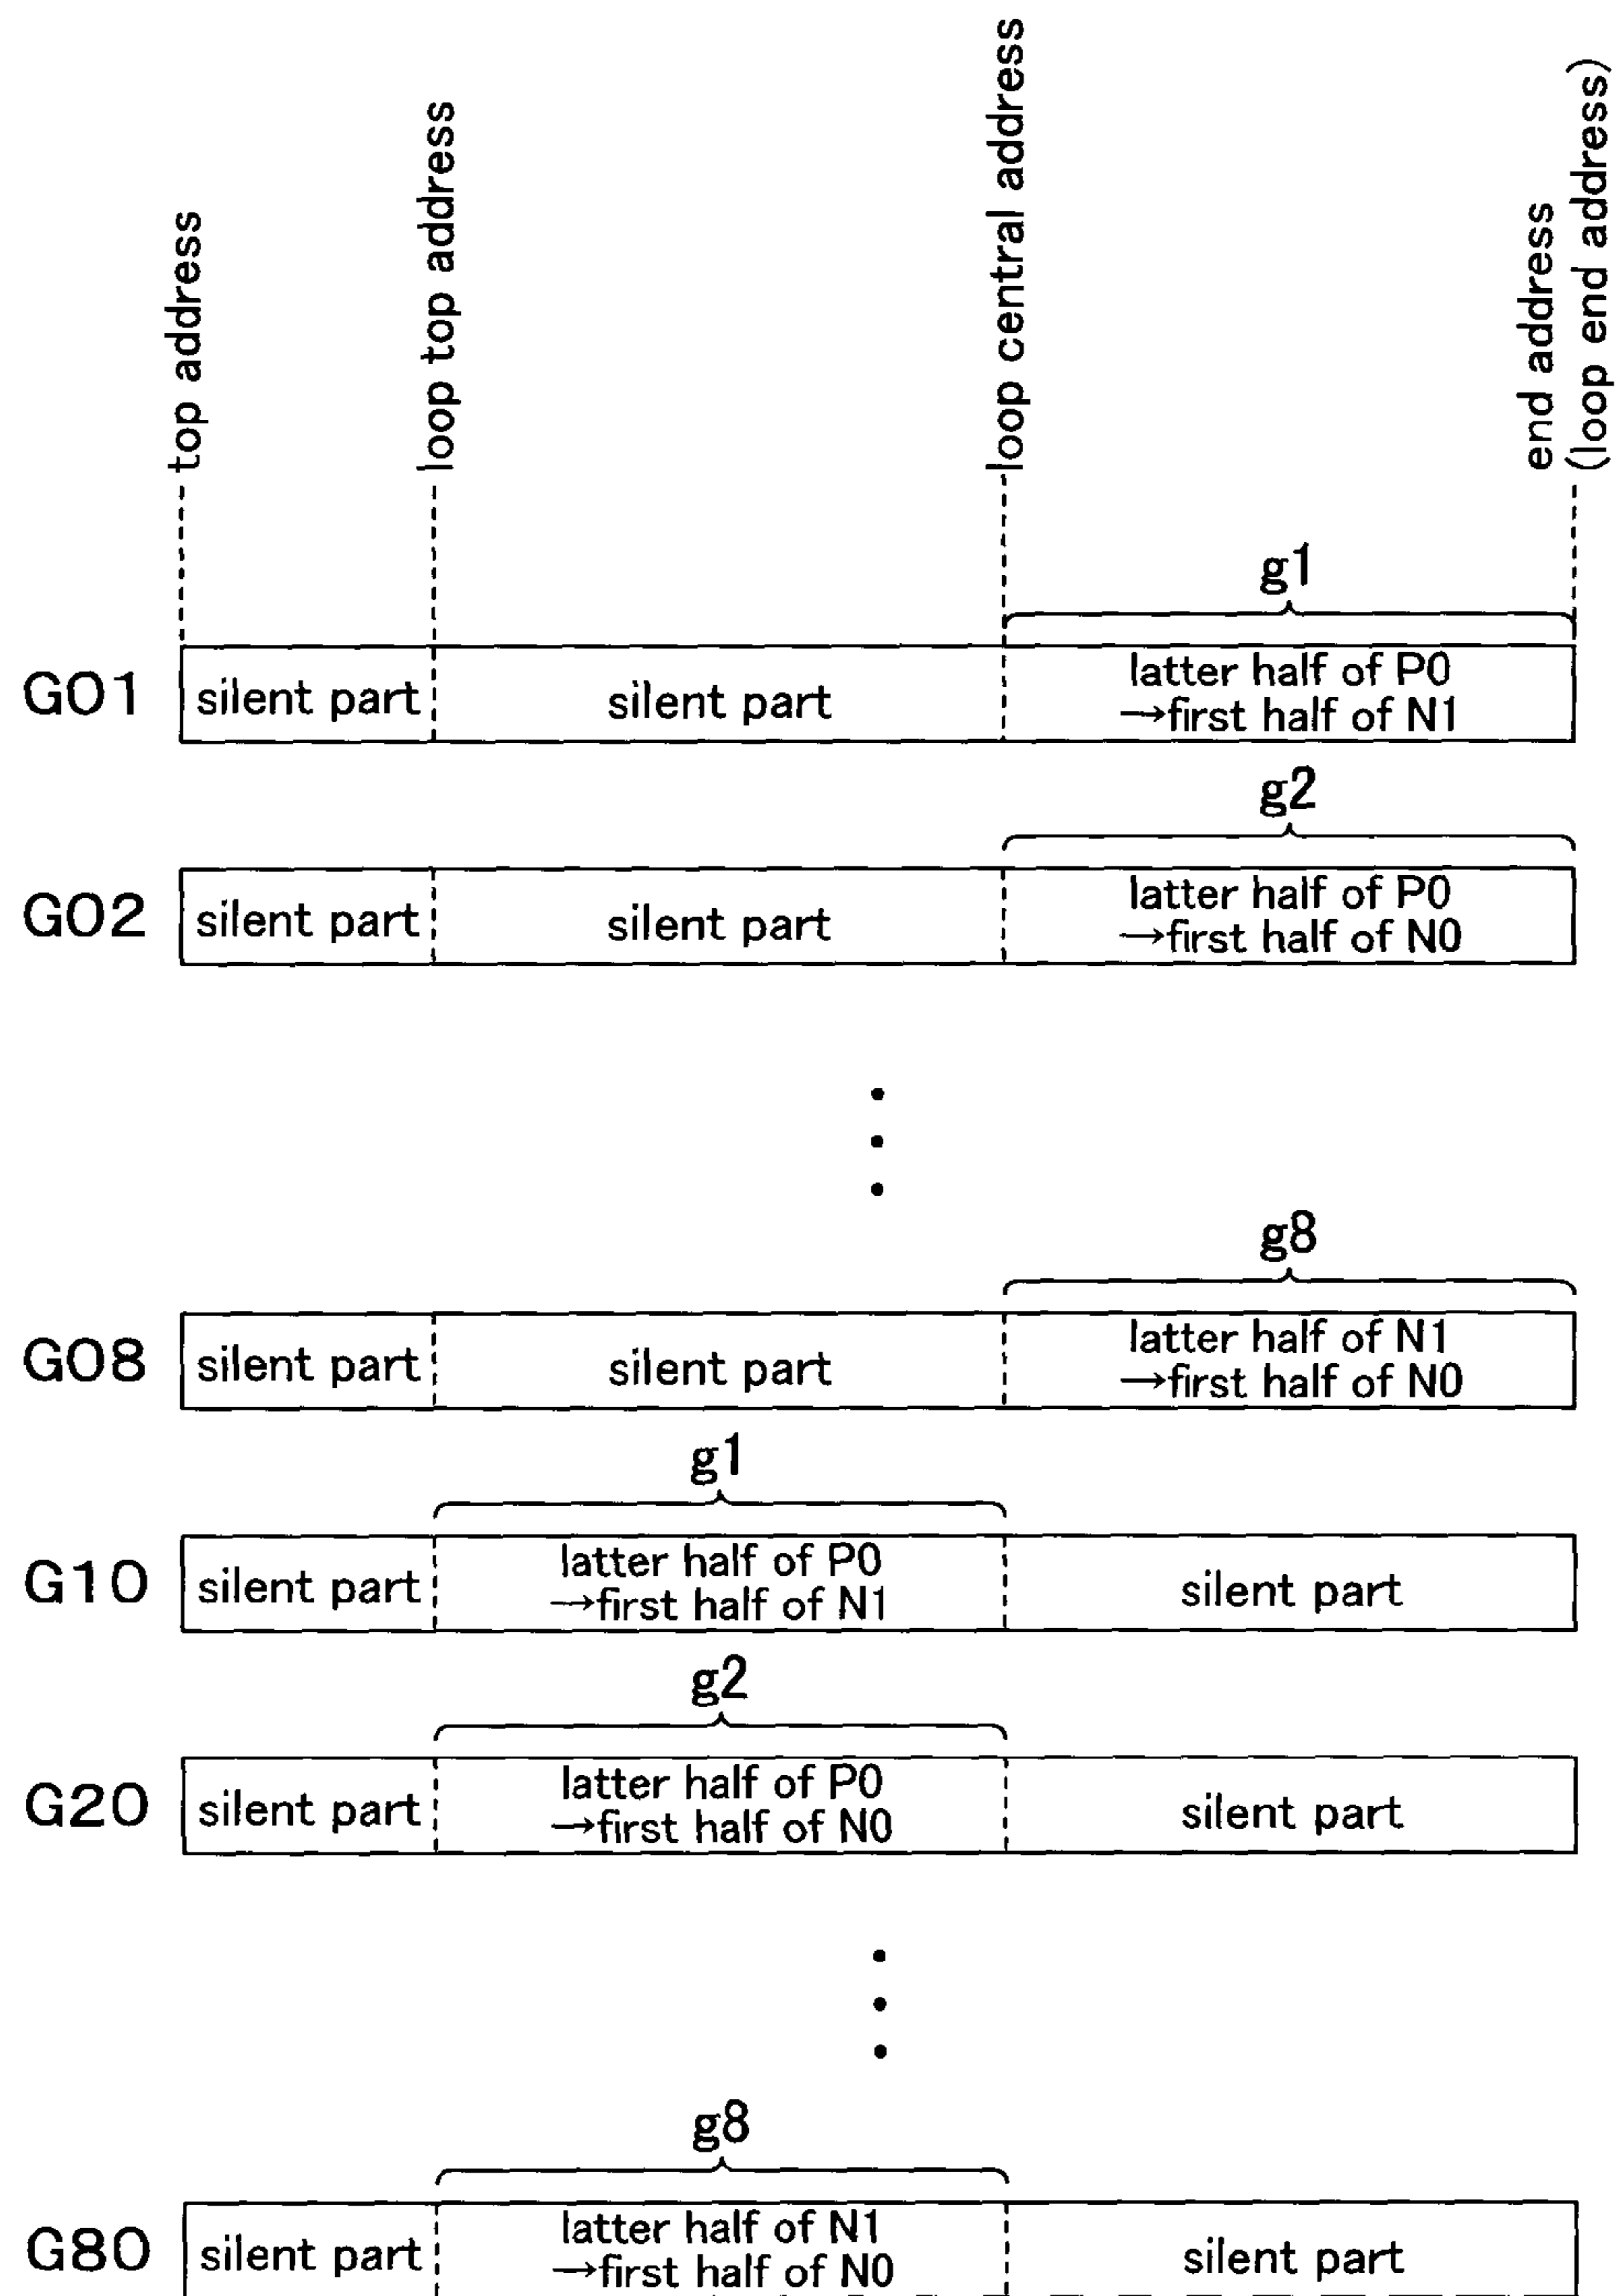 top address
loop top address
loop central address
end address
(loop end address)
g1
G01
silent part
silent part
latter half of P0
→first half of N1
g2
G02
silent part
silent part
latter half of P0
→first half of N0
g8
G08
silent part
silent part
latter half of N1
→first half of N0
g1
G10
silent part
latter half of P0
→first half of N1
silent part
g2
G20
silent part
latter half of P0
→first half of N0
silent part
g8
G80
silent part
latter half of N1
→first half of N0
silent part